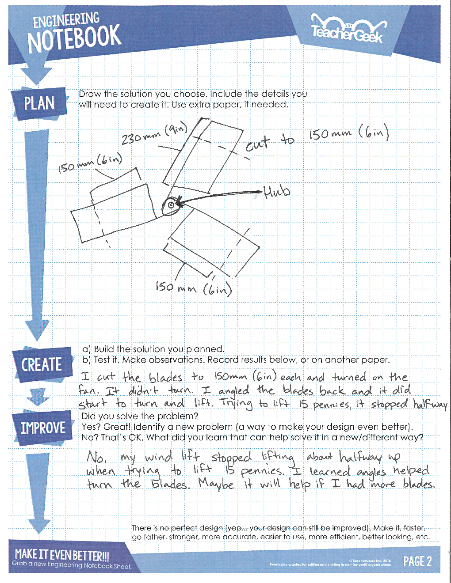 ENGINEERING
NOTEBOOK
TeacherGeek
PLAN
Draw the solution you choose. Include the details you
will need to create it. Use extra paper, if needed.
230mm (9in)
cut to 150mm (6in)
150mm (6in)
Hub
150mm (6in)
CREATE
a) Build the solution you planned.
b) Test it. Make observations. Record results below, or on another paper.
I cut the blades to 150mm (6in) each and turned on the
fan. It didn't turn. I angled the blades back and it did
start to turn and lift. Trying to lift 15 pennies, it stopped halfway
IMPROVE
Did you solve the problem?
Yes? Great! Identify a new problem (a way to make your design even better).
No? That's OK. What did you learn that can help solve it in a new/different way?
No, my wind lift stopped lifting about halfway up
when trying to lift 15 pennies. I learned angles helped
turn the Blades. Maybe it will help if I had more blades.
There is no perfect design (yep... your design can still be improved). Make it, faster,
go farther, stronger, more accurate, easier to use, more efficient, better looking, etc.
MAKE IT EVEN BETTER!!!
Grab a new Engineering Notebook Sheet.
PAGE 2